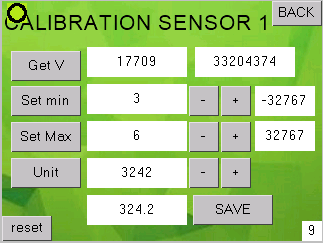 CALIBRATION SENSOR 1 BACK
Get V 17709 33204374
Set min 3 - + -32767
Set Max 6 - + 32767
Unit 3242 - +
324.2 SAVE
reset 9